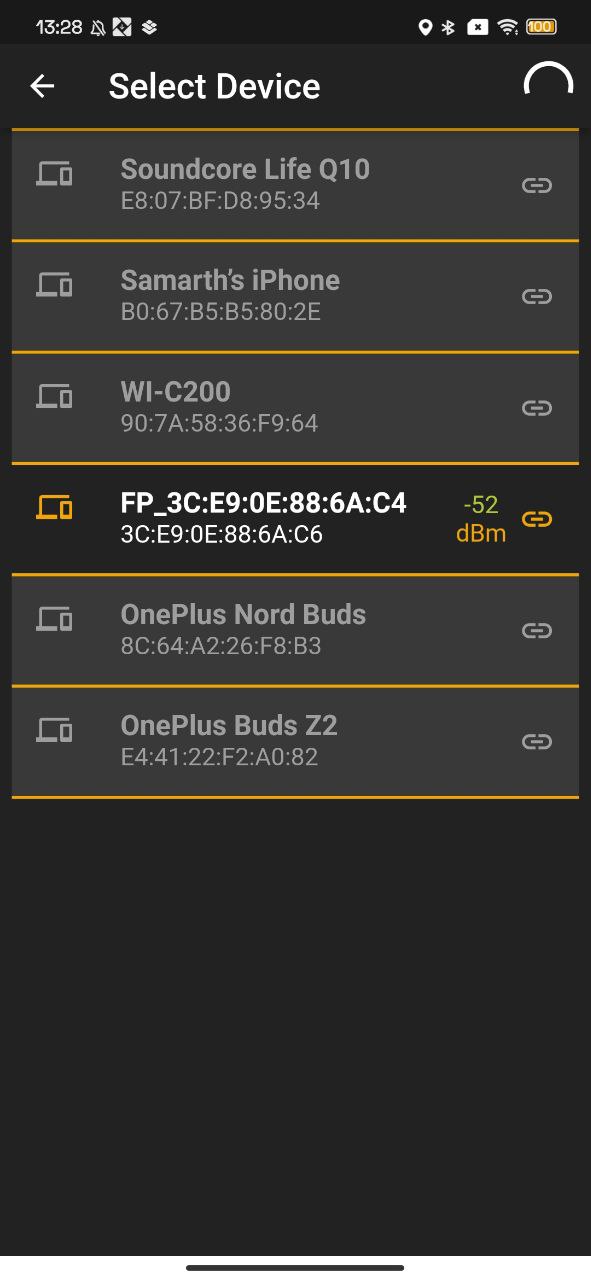 13:28
100
Select Device
Soundcore Life Q10
E8:07:BF:D8:95:34
Samarth’s iPhone
B0:67:B5:B5:80:2E
WI-C200
90:7A:58:36:F9:64
FP_3C:E9:0E:88:6A:C4
3C:E9:0E:88:6A:C6
-52
dBm
OnePlus Nord Buds
8C:64:A2:26:F8:B3
OnePlus Buds Z2
E4:41:22:F2:A0:82